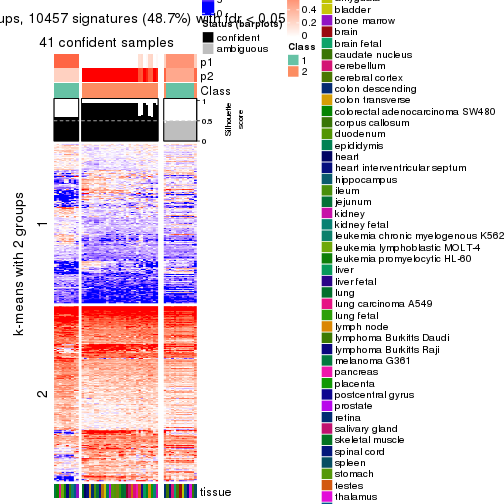 ups, 10457 signatures (48.7%) with fdr < 0.05
41 confident samples
p1
p2
Class
1
0.5
0
Silhouette
score
k-means with 2 groups
1
2
tissue
0
Status (barplots)
confident
ambiguous
0.4
0.2
0
Class
1
2
bladder
bone marrow
brain
brain fetal
caudate nucleus
cerebellum
cerebral cortex
colon descending
colon transverse
colorectal adenocarcinoma SW480
corpus callosum
duodenum
epididymis
heart
heart interventricular septum
hippocampus
ileum
jejunum
kidney
kidney fetal
leukemia chronic myelogenous K562
leukemia lymphoblastic MOLT-4
leukemia promyelocytic HL-60
liver
liver fetal
lung
lung carcinoma A549
lung fetal
lymph node
lymphoma Burkitts Daudi
lymphoma Burkitts Raji
melanoma G361
pancreas
placenta
postcentral gyrus
prostate
retina
salivary gland
skeletal muscle
spinal cord
spleen
stomach
testes
thalamus